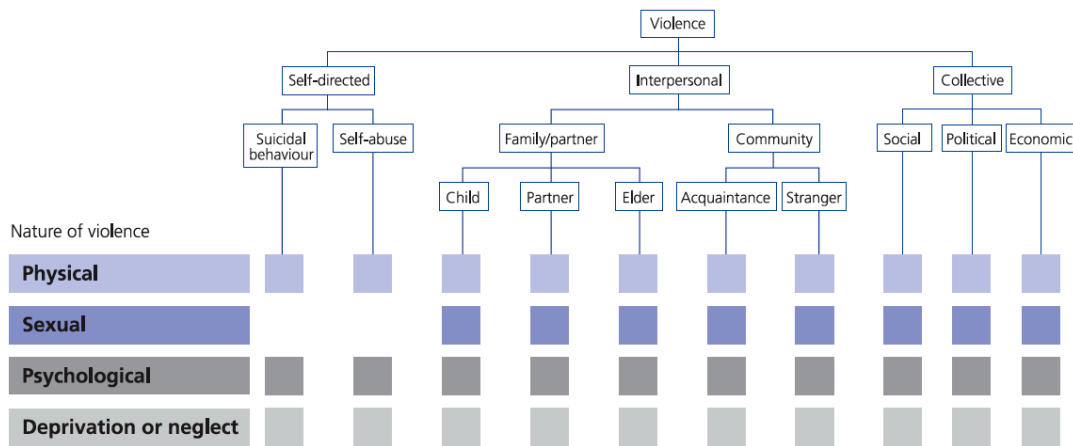 Violence
Self-directed
Interpersonal
Collective
Suicidal
behaviour
Self-abuse
Family/partner
Community
Social
Political
Economic
Child
Partner
Elder
Acquaintance
Stranger
Nature of violence
Physical
Sexual
Psychological
Deprivation or neglect